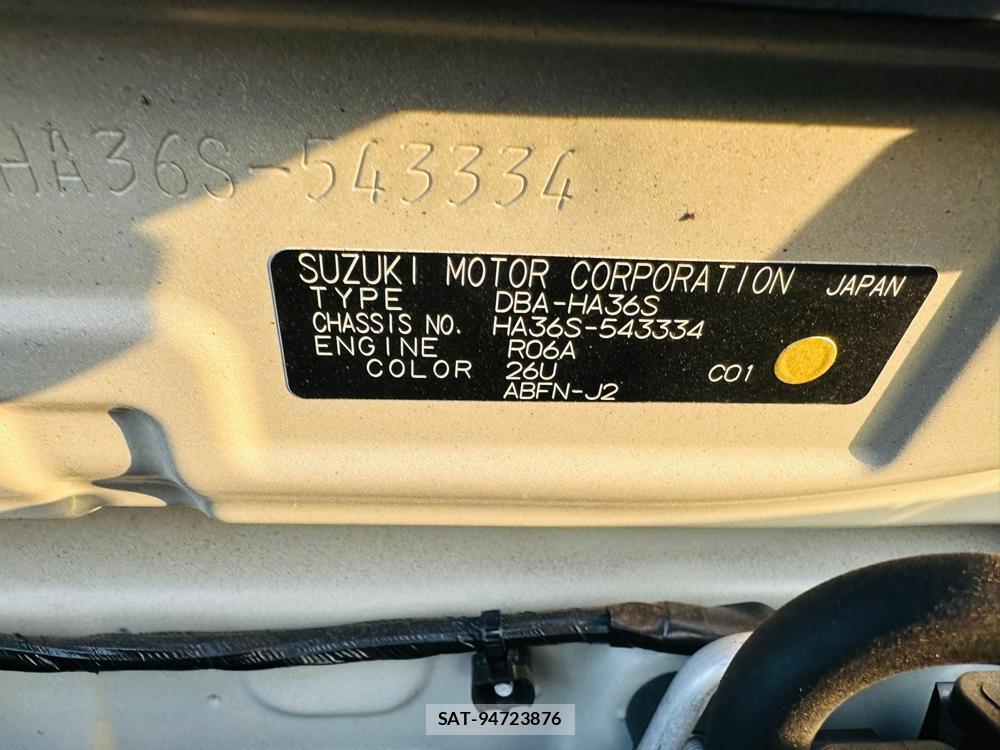 HA36S-543334
SUZUKI MOTOR CORPORATION JAPAN
TYPE DBA-HA36S
CHASSIS NO. HA36S-543334
ENGINE R06A
COLOR 26U C01
ABFN-J2
SAT-94723876